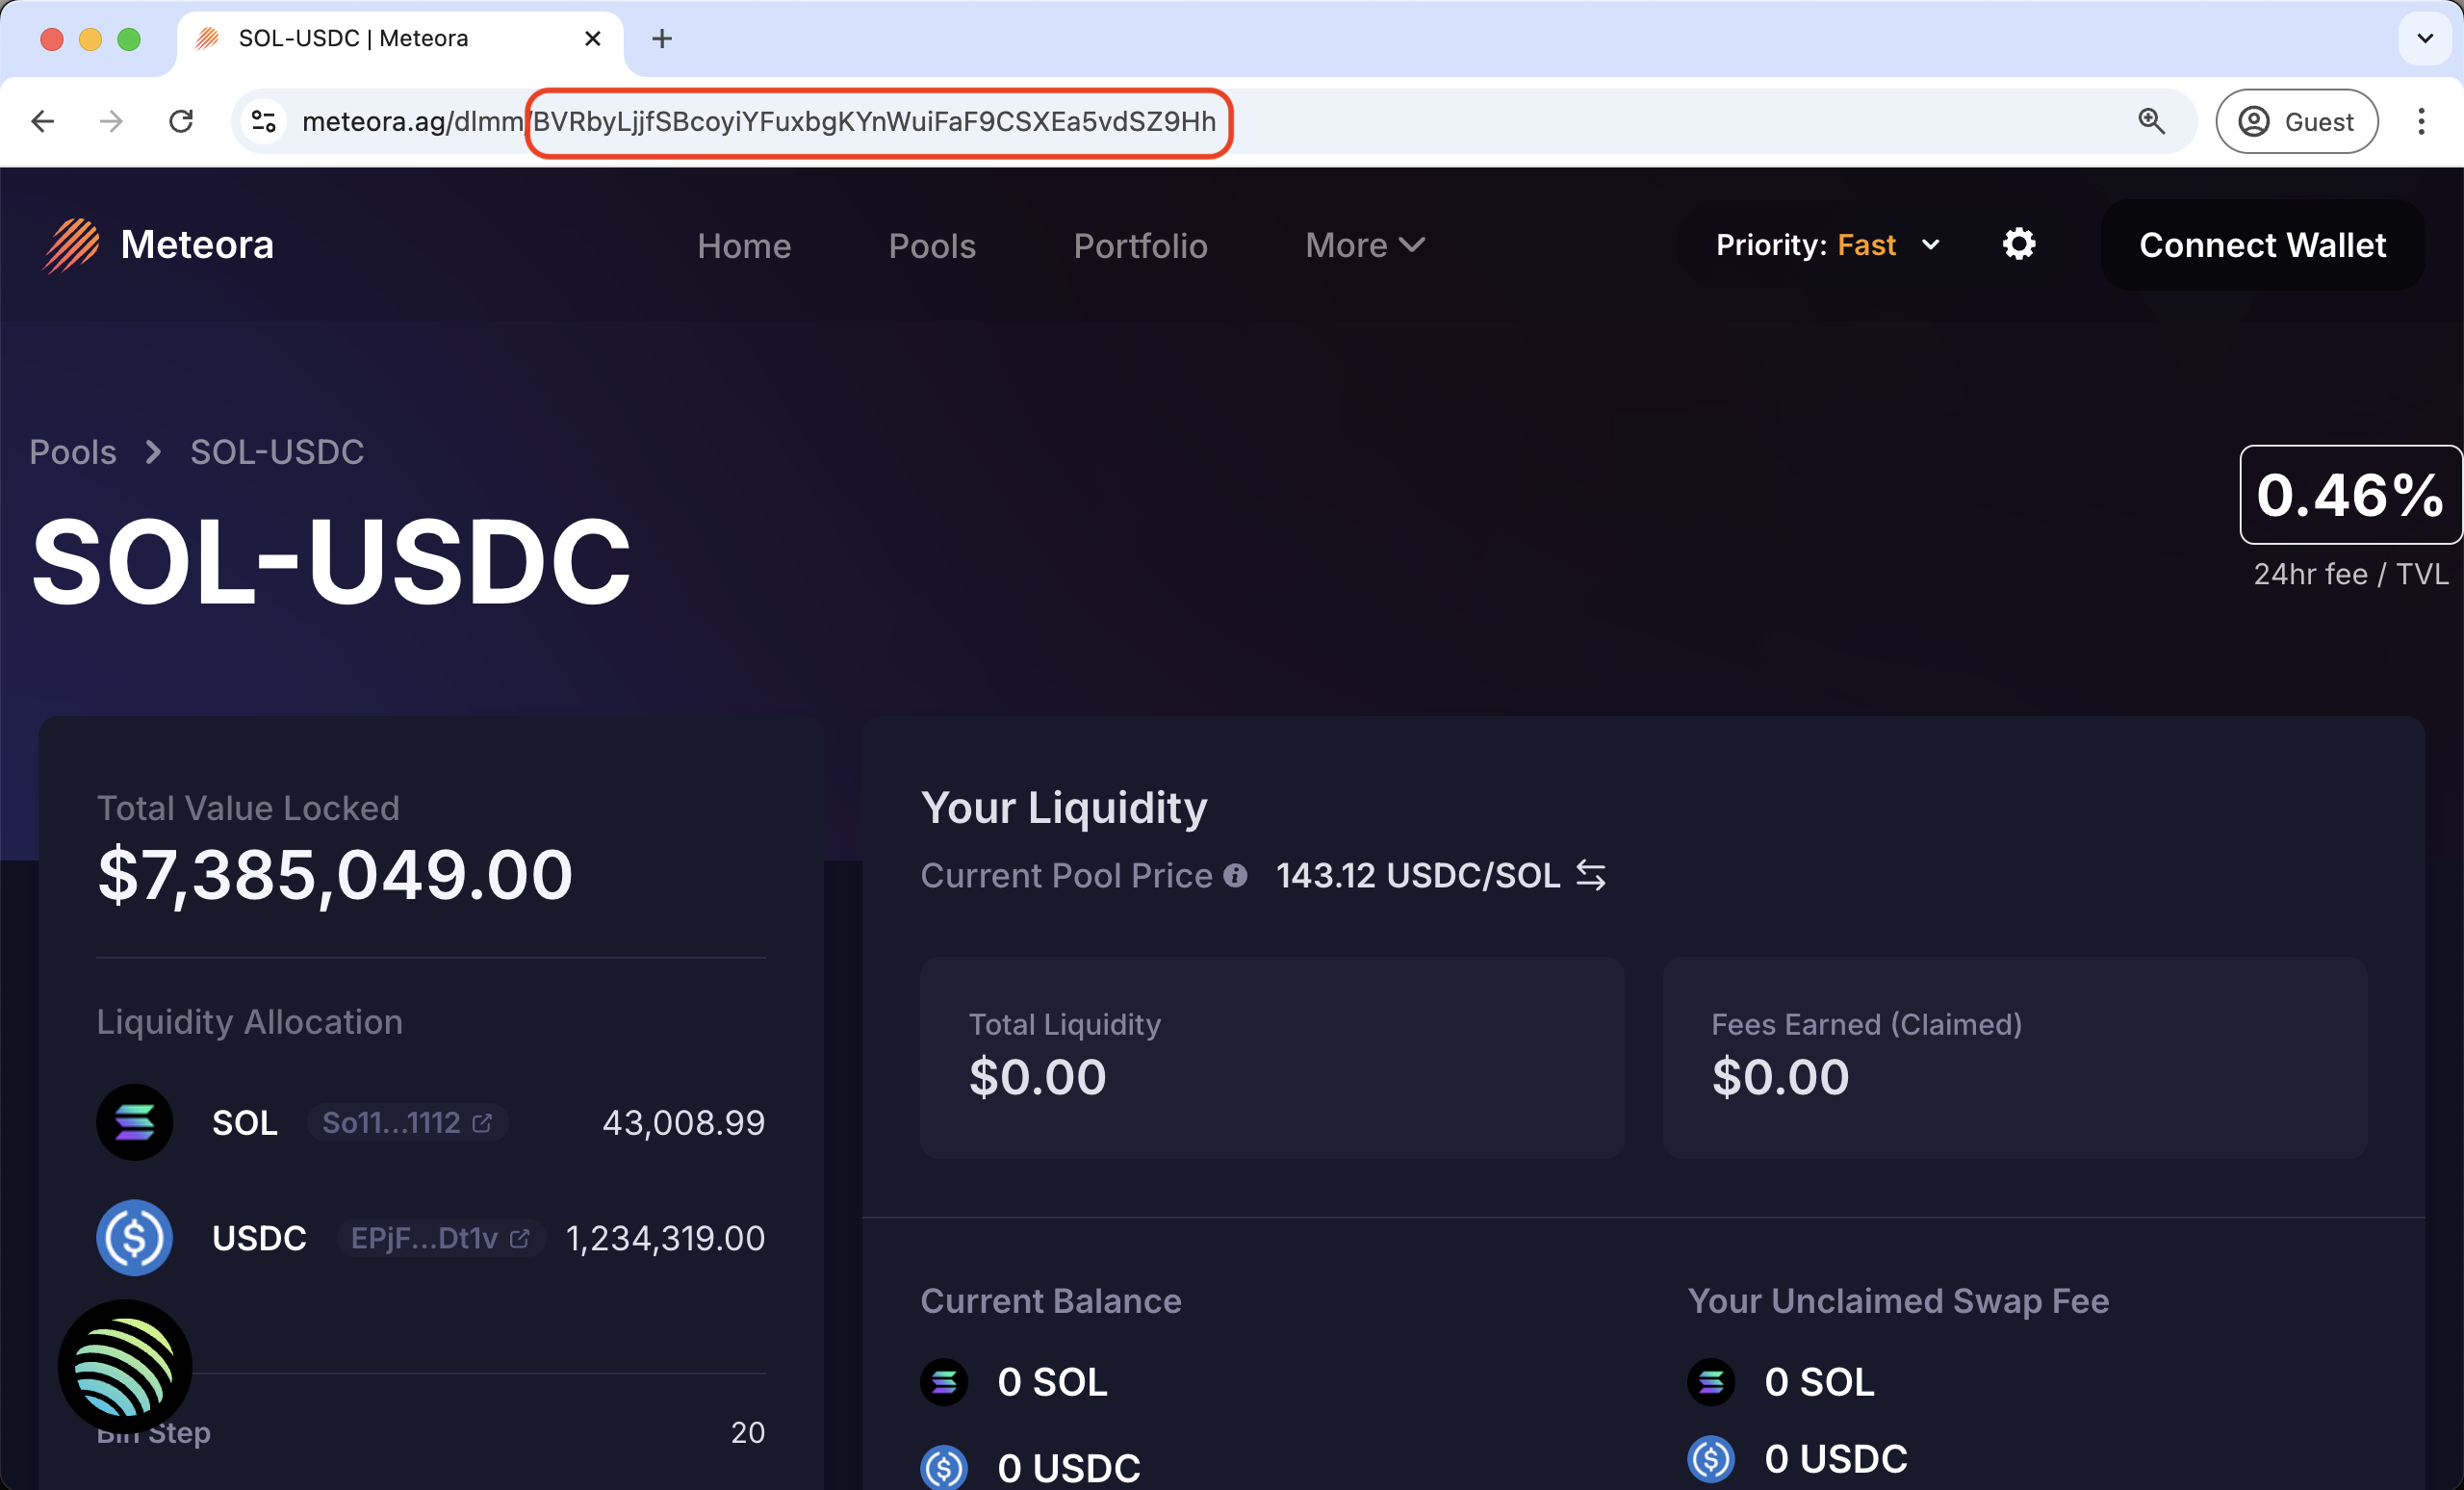 SOL-USDC | Meteora
meteora.ag/dlmm/BVRbyLjjfSBcoyiYFuxbgKYnWuiFaF9CSXEa5vdSZ9Hh
Guest
Meteora
Home
Pools
Portfolio
More
Priority: Fast
Connect Wallet
Pools > SOL-USDC
SOL-USDC
0.46%
24hr fee / TVL
Total Value Locked
$7,385,049.00
Liquidity Allocation
SOL So11...1112 43,008.99
USDC EPjF...Dt1v 1,234,319.00
Bin Step 20
Your Liquidity
Current Pool Price 143.12 USDC/SOL
Total Liquidity
$0.00
Fees Earned (Claimed)
$0.00
Current Balance
0 SOL
0 USDC
Your Unclaimed Swap Fee
0 SOL
0 USDC